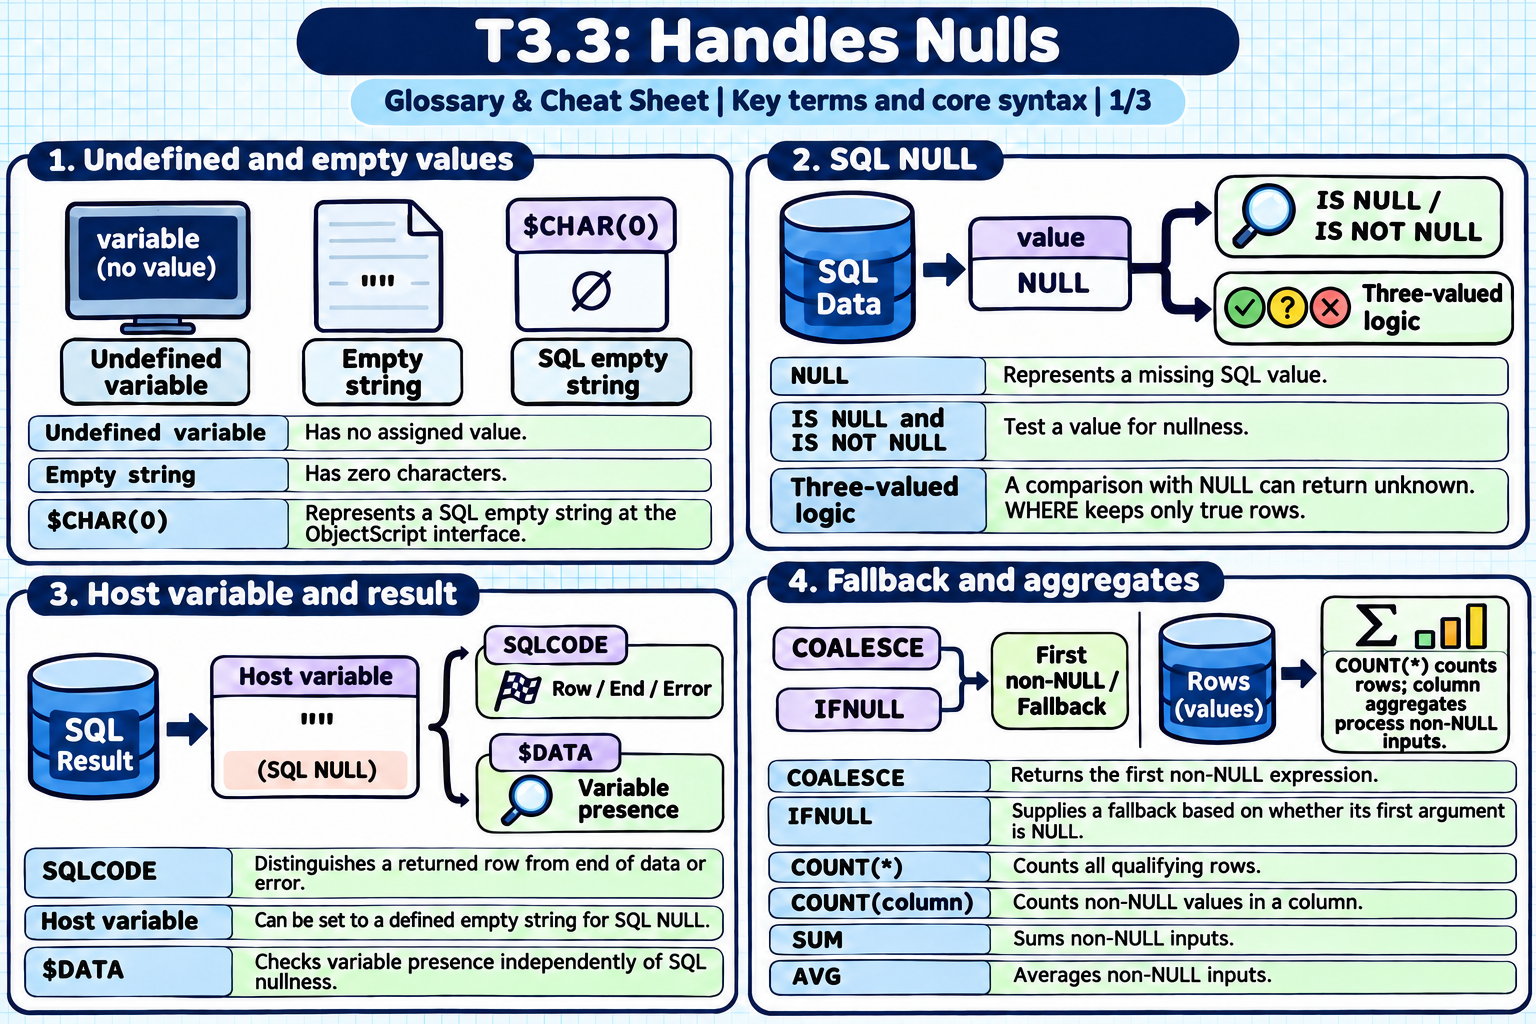 T3.3: Handles Nulls
Glossary & Cheat Sheet | Key terms and core syntax | 1/3
1. Undefined and empty values
variable
(no value)
""
$CHAR(0)
∅
Undefined
variable
Empty
string
SQL empty
string
Undefined variable
Has no assigned value.
Empty string
Has zero characters.
$CHAR(0)
Represents a SQL empty string at the
ObjectScript interface.
2. SQL NULL
SQL
Data
value
NULL
IS NULL /
IS NOT NULL
?
Three-valued
logic
NULL
Represents a missing SQL value.
IS NULL and
IS NOT NULL
Test a value for nullness.
Three-valued
logic
A comparison with NULL can return unknown.
WHERE keeps only true rows.
3. Host variable and result
SQL
Result
Host variable
""
(SQL NULL)
SQLCODE
Row / End / Error
$DATA
Variable
presence
SQLCODE
Distinguishes a returned row from end of data or
error.
Host variable
Can be set to a defined empty string for SQL NULL.
$DATA
Checks variable presence independently of SQL
nullness.
4. Fallback and aggregates
COALESCE
IFNULL
First
non-NULL /
Fallback
Rows
(values)
Σ
COUNT(*) counts
rows; column
aggregates
process non-NULL
inputs.
COALESCE
Returns the first non-NULL expression.
IFNULL
Supplies a fallback based on whether its first argument
is NULL.
COUNT(*)
Counts all qualifying rows.
COUNT(column)
Counts non-NULL values in a column.
SUM
Sums non-NULL inputs.
AVG
Averages non-NULL inputs.